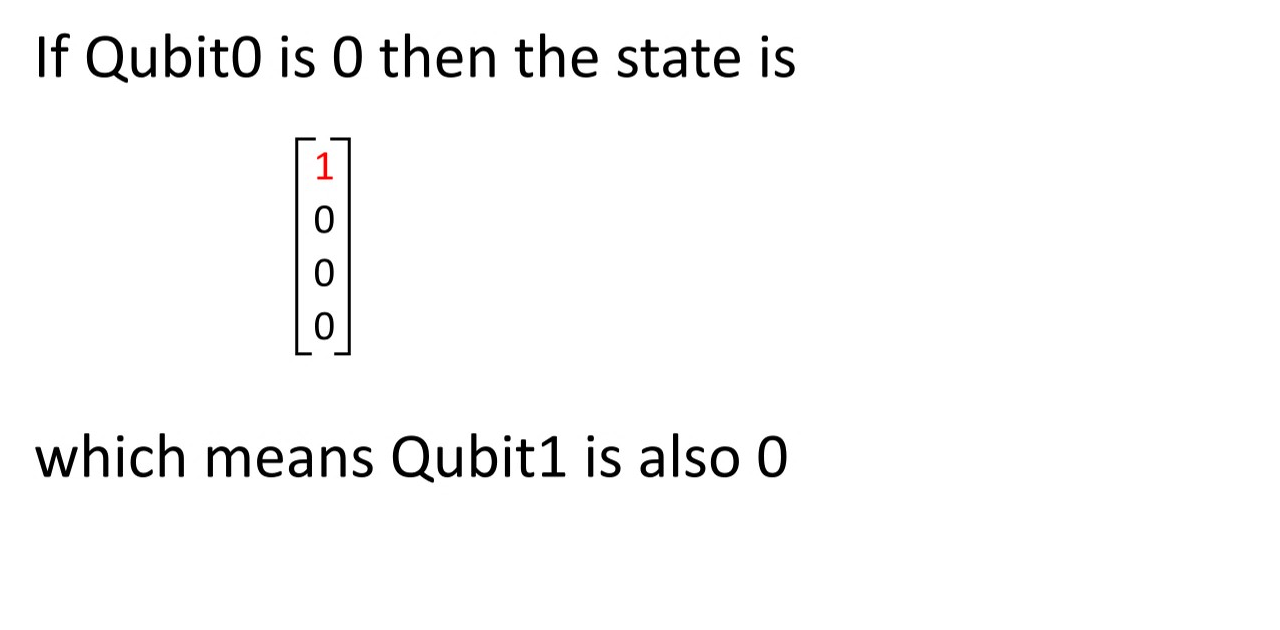 If Qubit0 is 0 then the state is
1
0
0
0
which means Qubit1 is also 0